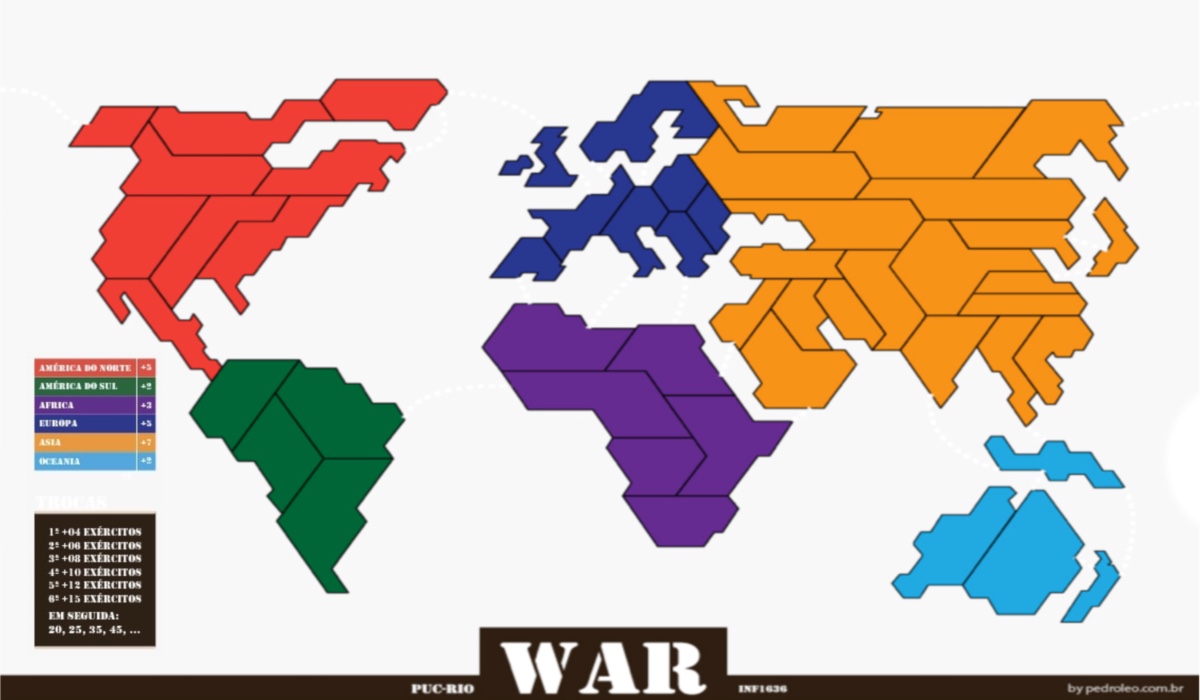 AMÉRICA DO NORTE +5
AMÉRICA DO SUL +2
AFRICA +3
EUROPA +5
ASIA +7
OCEANIA +2
TROCAS
1ª +04 EXÉRCITOS
2ª +06 EXÉRCITOS
3ª +08 EXÉRCITOS
4ª +10 EXÉRCITOS
5ª +12 EXÉRCITOS
6ª +15 EXÉRCITOS
EM SEGUIDA:
20, 25, 35, 45, ...
WAR
PUC-RIO INF1636 by pedroleo.com.br